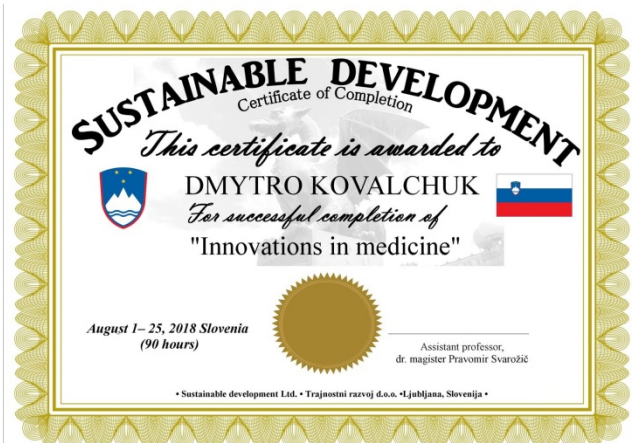 SUSTAINABLE DEVELOPMENT
Certificate of Completion
This certificate is awarded to
DMYTRO KOVALCHUK
For successful completion of
"Innovations in medicine"
August 1– 25, 2018 Slovenia
(90 hours)
Assistant professor,
dr. magister Pravomir Svarožič
• Sustainable development Ltd. • Trajnostni razvoj d.o.o. •Ljubljana, Slovenija •